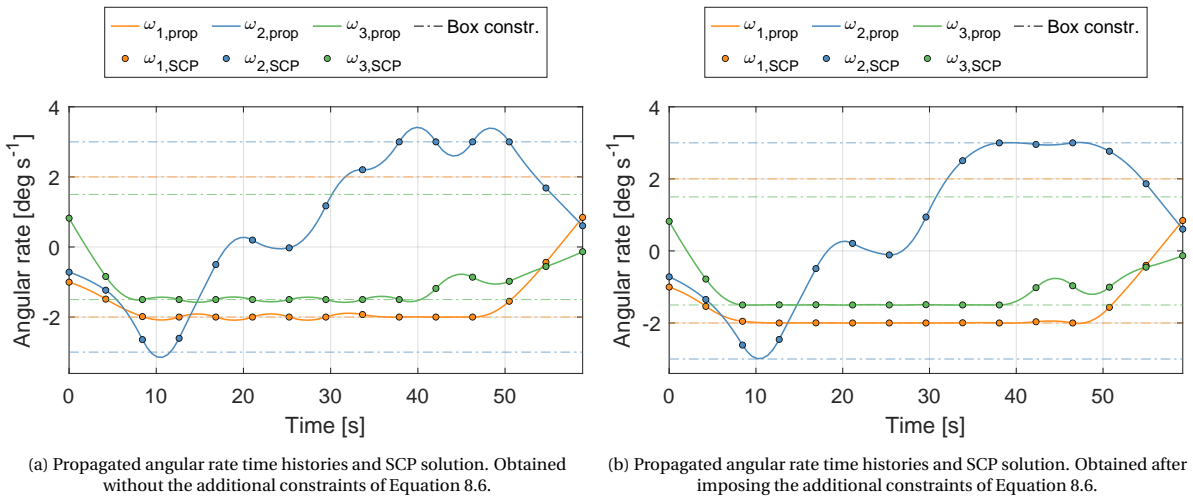 ω1,prop ω2,prop ω3,prop Box constr.
ω1,SCP ω2,SCP ω3,SCP
4
2
0
-2
Angular rate [deg s-1]
0 10 20 30 40 50
Time [s]
(a) Propagated angular rate time histories and SCP solution. Obtained
without the additional constraints of Equation 8.6.
ω1,prop ω2,prop ω3,prop Box constr.
ω1,SCP ω2,SCP ω3,SCP
4
2
0
-2
Angular rate [deg s-1]
0 10 20 30 40 50
Time [s]
(b) Propagated angular rate time histories and SCP solution. Obtained after
imposing the additional constraints of Equation 8.6.